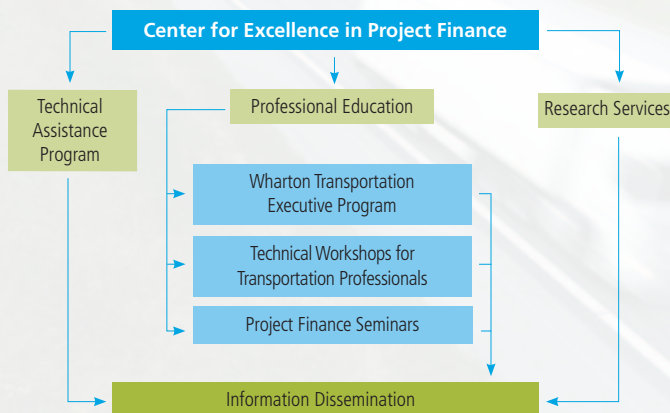 Center for Excellence in Project Finance
Technical
Assistance
Program
Professional Education
Research Services
Wharton Transportation
Executive Program
Technical Workshops for
Transportation Professionals
Project Finance Seminars
Information Dissemination